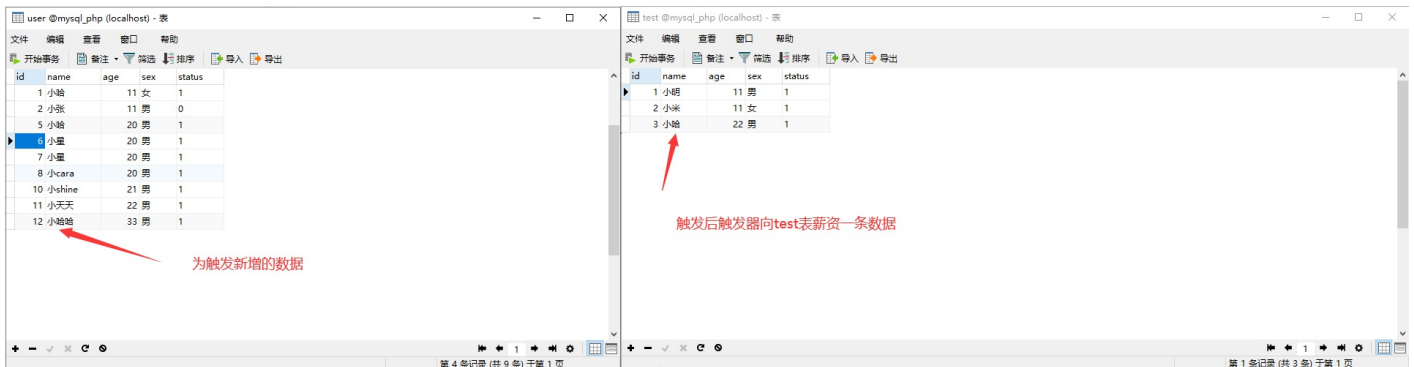 user @mysql_php (localhost) - 表
文件 编辑 查看 窗口 帮助
开始事务 备注 筛选 排序 导入 导出
id name age sex status
1 小哈 11 女 1
2 小张 11 男 0
5 小哈 20 男 1
6 小星 20 男 1
7 小星 20 男 1
8 小cara 20 男 1
10 小shine 21 男 1
11 小天天 22 男 1
12 小哈哈 33 男 1
为触发新增的数据
1
第 4 条记录 (共 9 条) 于第 1 页
test @mysql_php (localhost) - 表
文件 编辑 查看 窗口 帮助
开始事务 备注 筛选 排序 导入 导出
id name age sex status
1 小明 11 男 1
2 小米 11 女 1
3 小哈 22 男 1
触发后触发器向test表薪资一条数据
1
第 1 条记录 (共 3 条) 于第 1 页